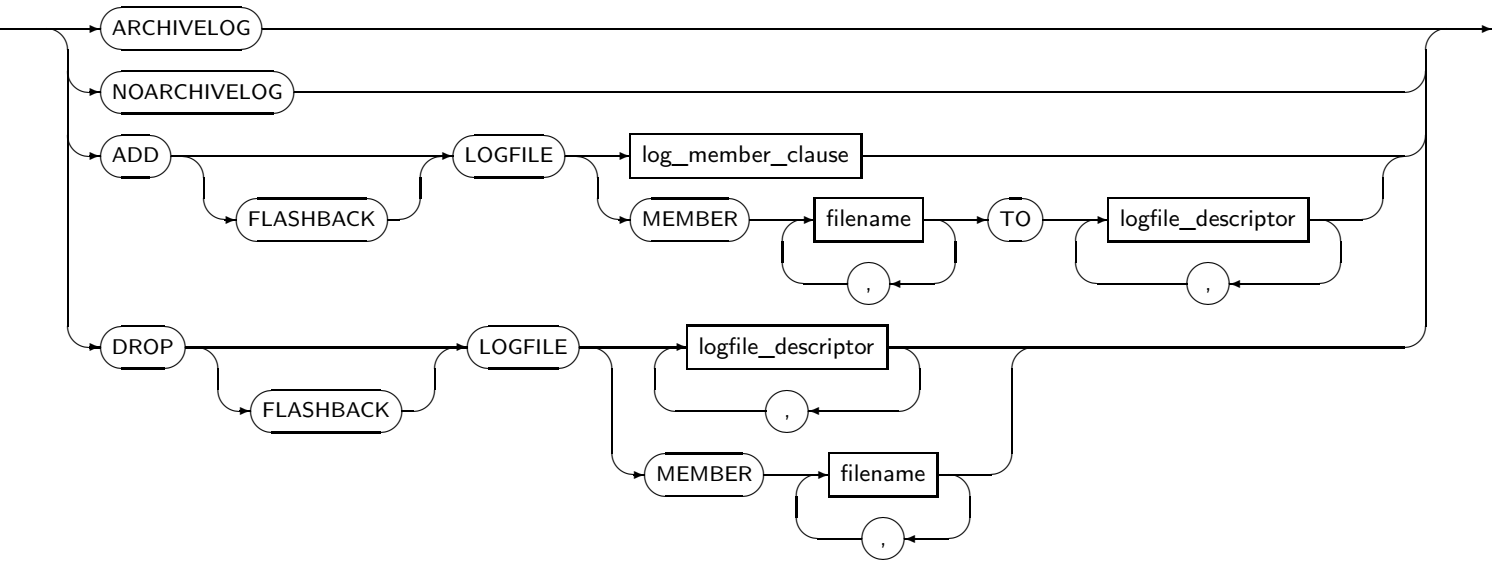 ARCHIVELOG
NOARCHIVELOG
ADD LOGFILE log_member_clause
FLASHBACK MEMBER filename TO logfile_descriptor
, ,
DROP LOGFILE logfile_descriptor
FLASHBACK ,
MEMBER filename
,